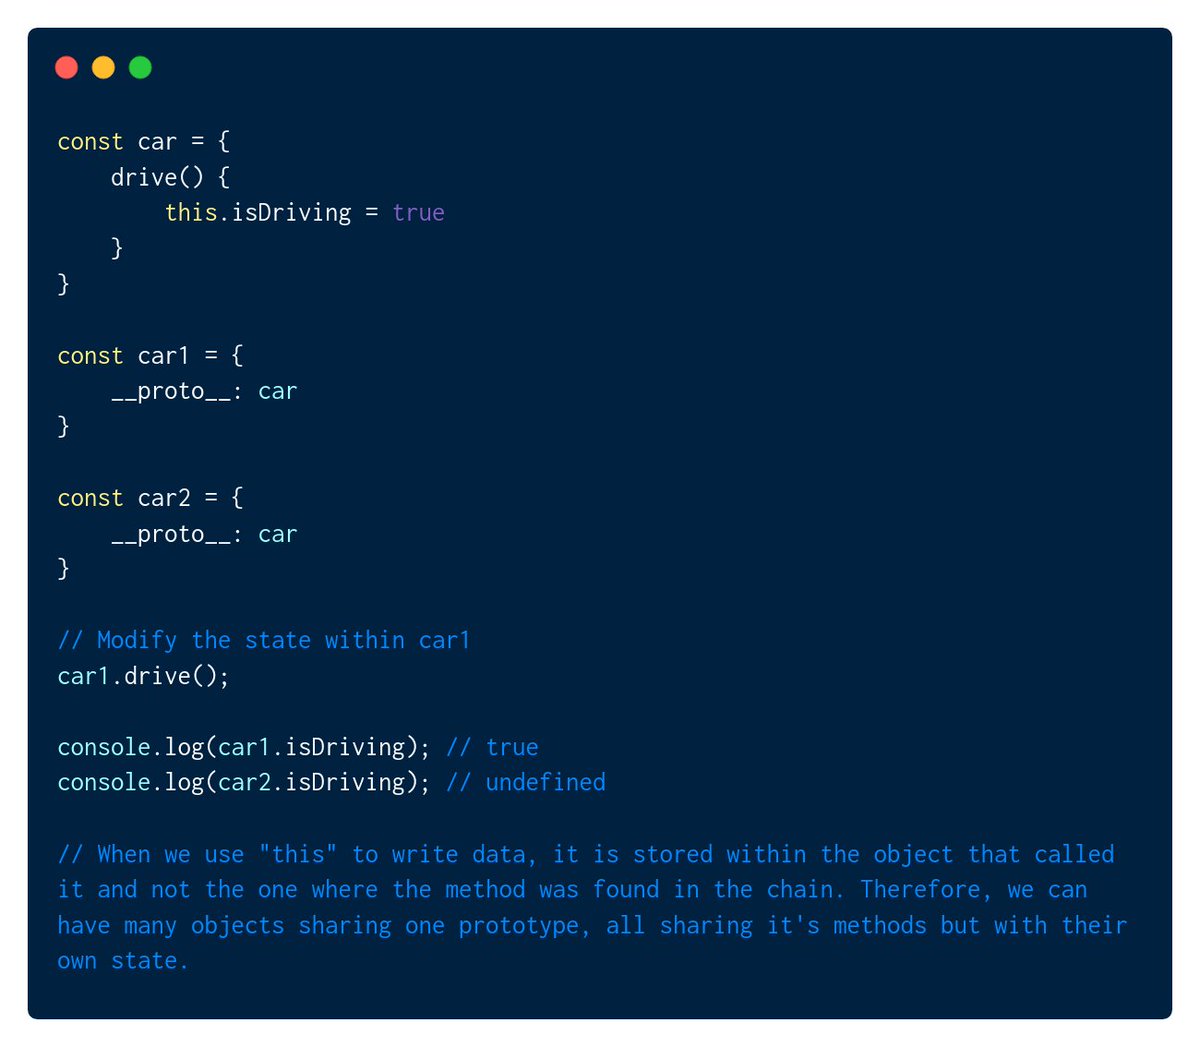 const car = {
    drive() {
        this.isDriving = true
    }
}

const car1 = {
    __proto__: car
}

const car2 = {
    __proto__: car
}

// Modify the state within car1
car1.drive();

console.log(car1.isDriving); // true
console.log(car2.isDriving); // undefined

// When we use "this" to write data, it is stored within the object that called
it and not the one where the method was found in the chain. Therefore, we can
have many objects sharing one prototype, all sharing it's methods but with their
own state.